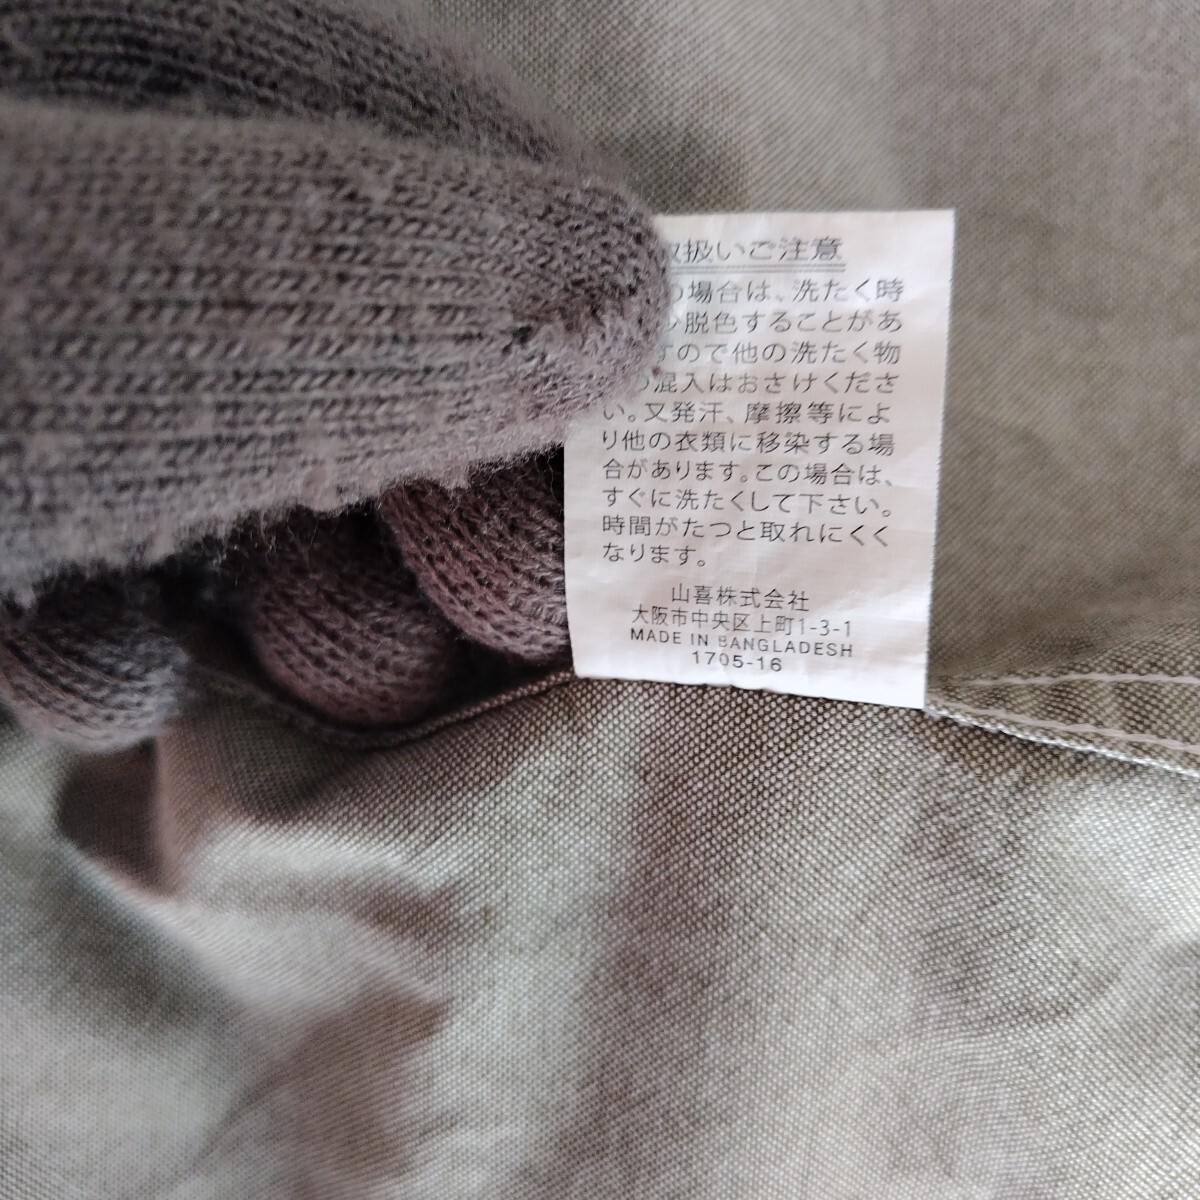 扱いご注意
の場合は、洗たく時
脱色することがあ
すので他の洗たく物
混入はおさけくださ
い。又発汗、摩擦等によ
り他の衣類に移染する場
合があります。この場合は、
すぐに洗たくして下さい。
時間がたつと取れにくく
なります。
山喜株式会社
大阪市中央区上町1-3-1
MADE IN BANGLADESH
1705-16